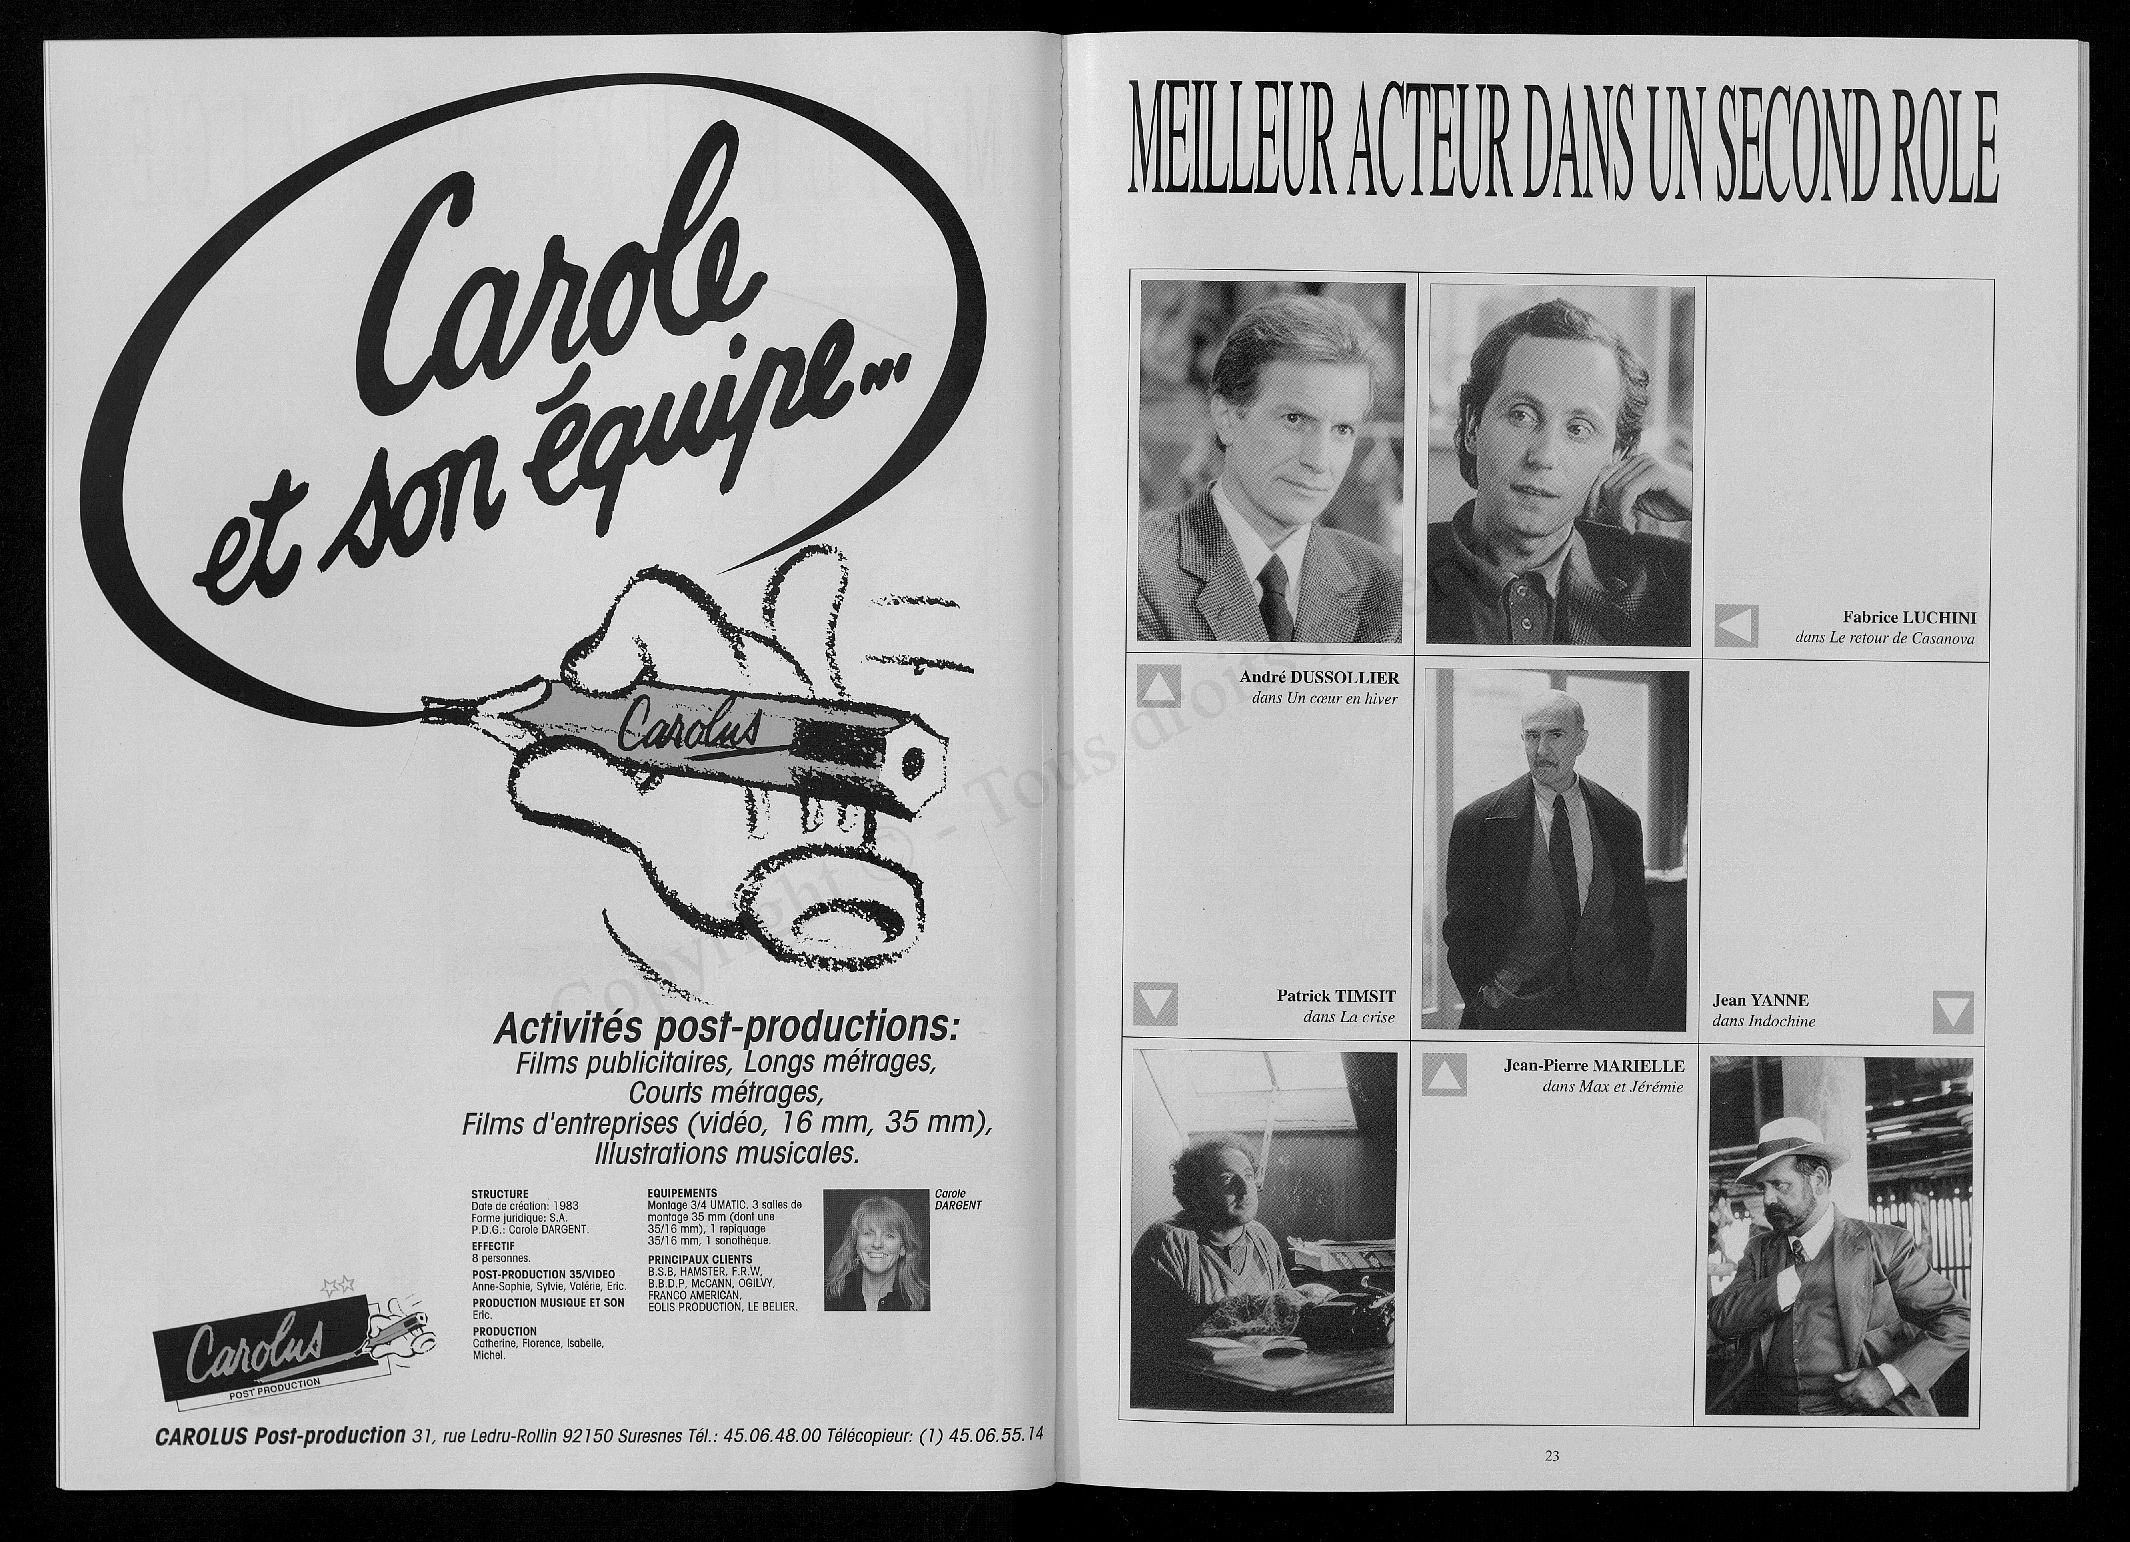 Carole
et son équipe...
Carolus
Activités post-productions:
Films publicitaires, Longs métrages,
Courts métrages,
Films d'entreprises (vidéo, 16 mm, 35 mm),
Illustrations musicales.
STRUCTURE
Date de création: 1983
Forme juridique: S.A.
P.D.G.: Carole DARGENT.
EFFECTIF
8 personnes.
POST-PRODUCTION 35/VIDEO
Anne-Sophie, Sylvie, Valérie, Eric.
PRODUCTION MUSIQUE ET SON
Eric.
PRODUCTION
Catherine, Florence, Isabelle,
Michel.
EQUIPEMENTS
Montage 3/4 UMATIC. 3 salles de
montage 35 mm (dont une
35/16 mm), 1 repiquage
35/16 mm, 1 sonothèque.
PRINCIPAUX CLIENTS
B.S.B, HAMSTER, F.R.W,
B.B.D.P, McCANN, OGILVY,
FRANCO AMERICAN,
EOLIS PRODUCTION, LE BELIER.
Carole
DARGENT
Carolus
POST PRODUCTION
CAROLUS Post-production 31, rue Ledru-Rollin 92150 Suresnes Tél.: 45.06.48.00 Télécopieur: (1) 45.06.55.14
MEILLEUR ACTEUR DANS UN SECOND ROLE
Fabrice LUCHINI
dans Le retour de Casanova
André DUSSOLLIER
dans Un cœur en hiver
Patrick TIMSIT
dans La crise
Jean YANNE
dans Indochine
Jean-Pierre MARIELLE
dans Max et Jérémie
23
Copyright © - Tous droits